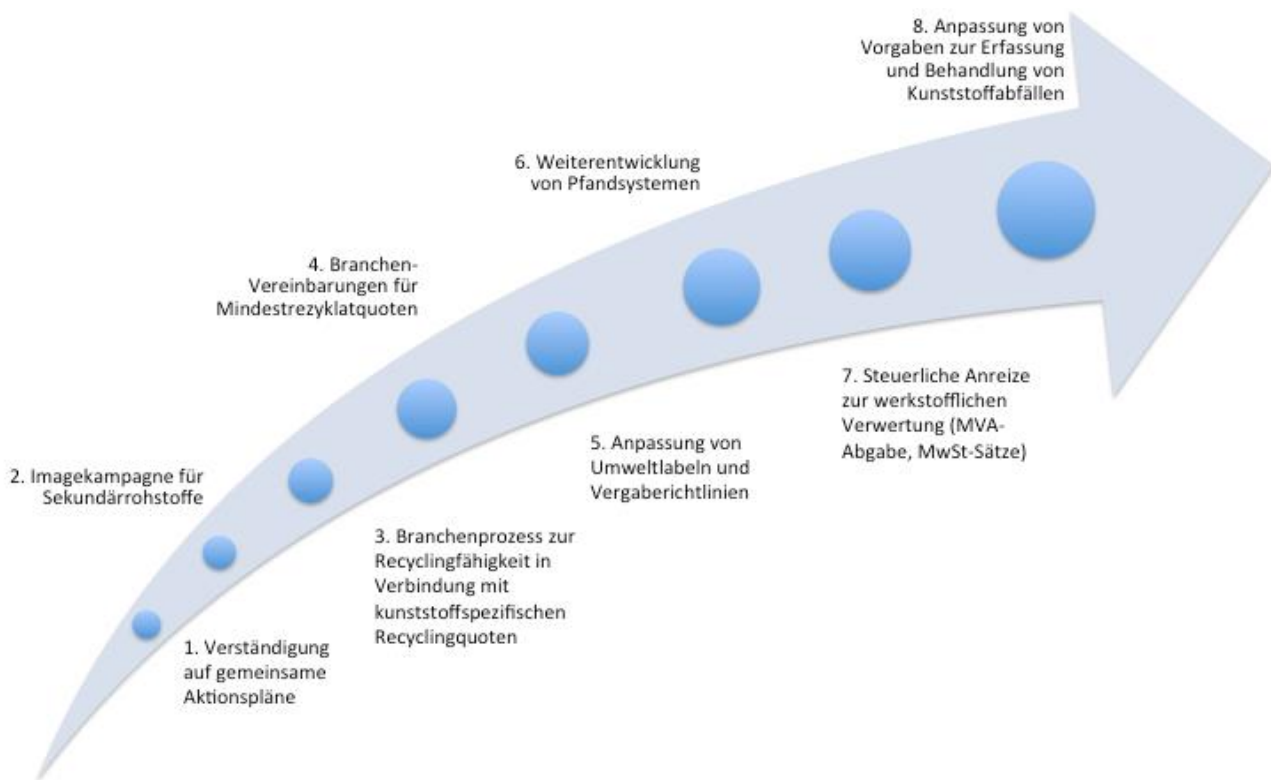 1. Verständigung
auf gemeinsame
Aktionspläne
2. Imagekampagne für
Sekundärrohstoffe
3. Branchenprozess zur
Recyclingfähigkeit in
Verbindung mit
kunststoffspezifischen
Recyclingquoten
4. Branchen-
Vereinbarungen für
Mindestrezyklatquoten
5. Anpassung von
Umweltlabeln und
Vergaberichtlinien
6. Weiterentwicklung
von Pfandsystemen
7. Steuerliche Anreize
zur werkstofflichen
Verwertung (MVA-
Abgabe, MwSt-Sätze)
8. Anpassung von
Vorgaben zur Erfassung
und Behandlung von
Kunststoffabfällen